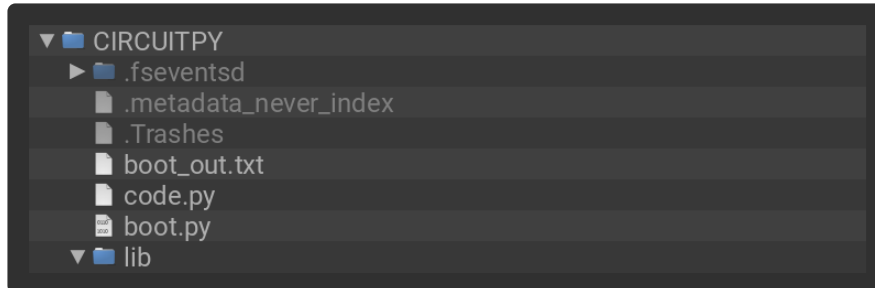 CIRCUITPY
.fseventsd
.metadata_never_index
.Trashes
boot_out.txt
code.py
boot.py
lib